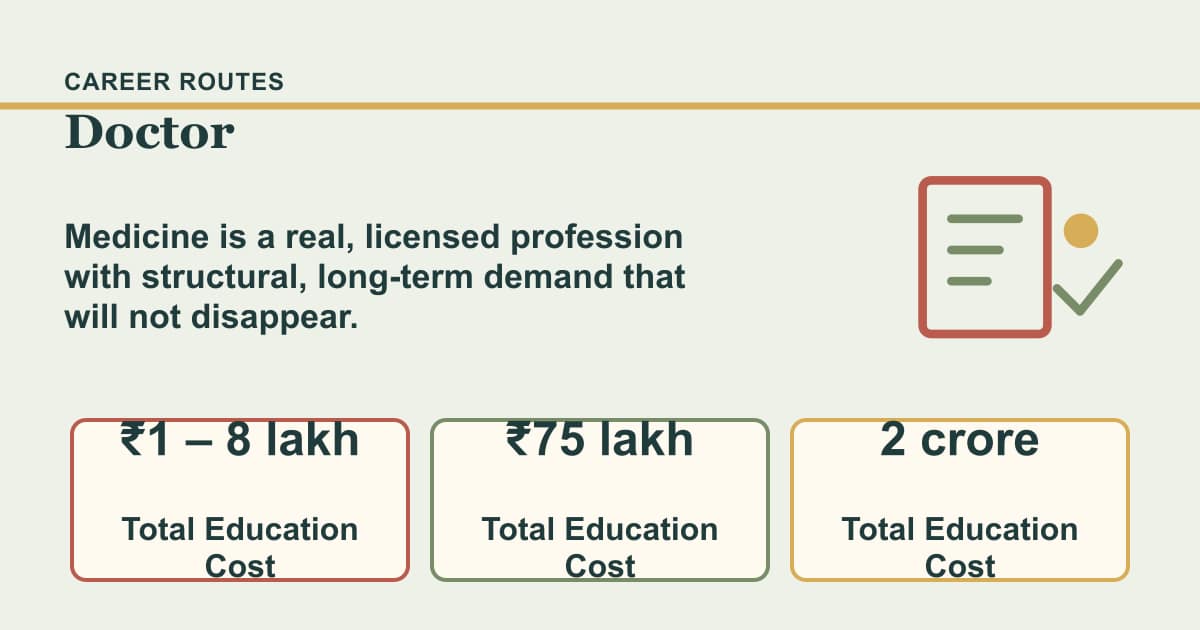 CAREER ROUTES
Doctor
Medicine is a real, licensed profession
with structural, long-term demand that
will not disappear.
₹1 – 8 lakh
Total Education
Cost
₹75 lakh
Total Education
Cost
2 crore
Total Education
Cost